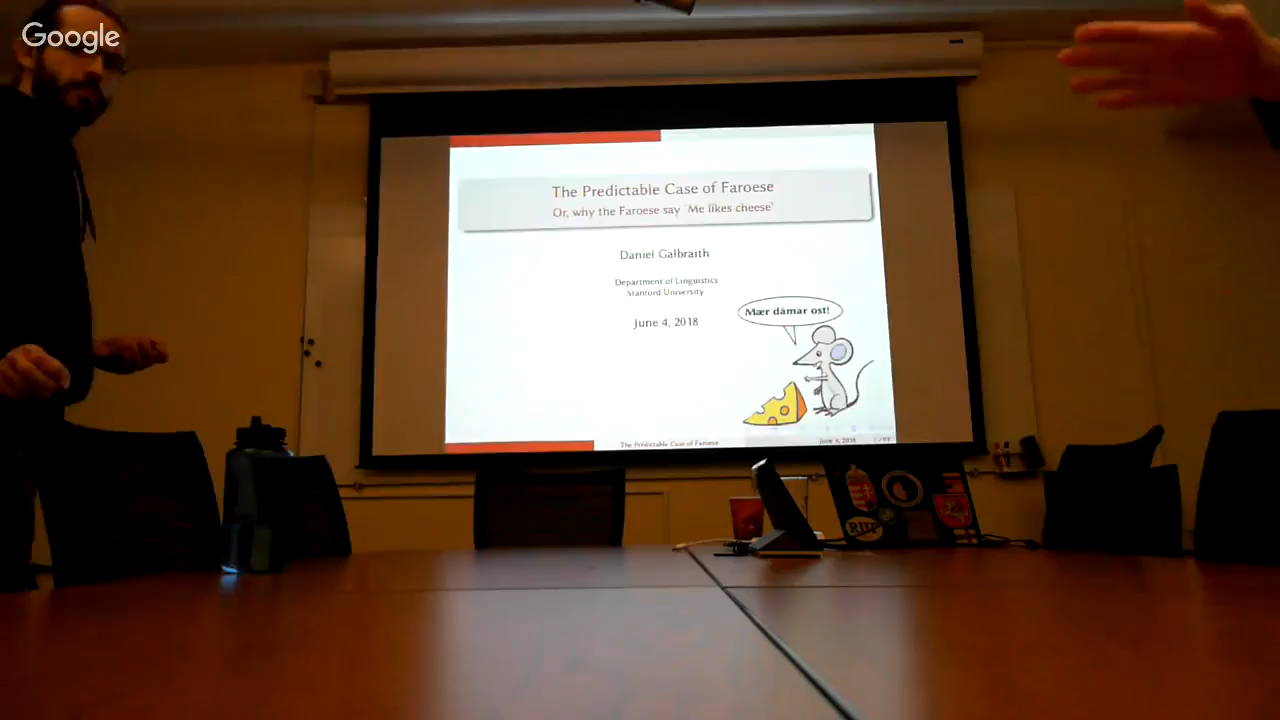 Google
The Predictable Case of Faroese
Or, why the Faroese say 'Me likes cheese'
Daniel Galbraith
Department of Linguistics
Stanford University
June 4, 2018
Mær dámar ost!
The Predictable Case of Faroese
June 4, 2018